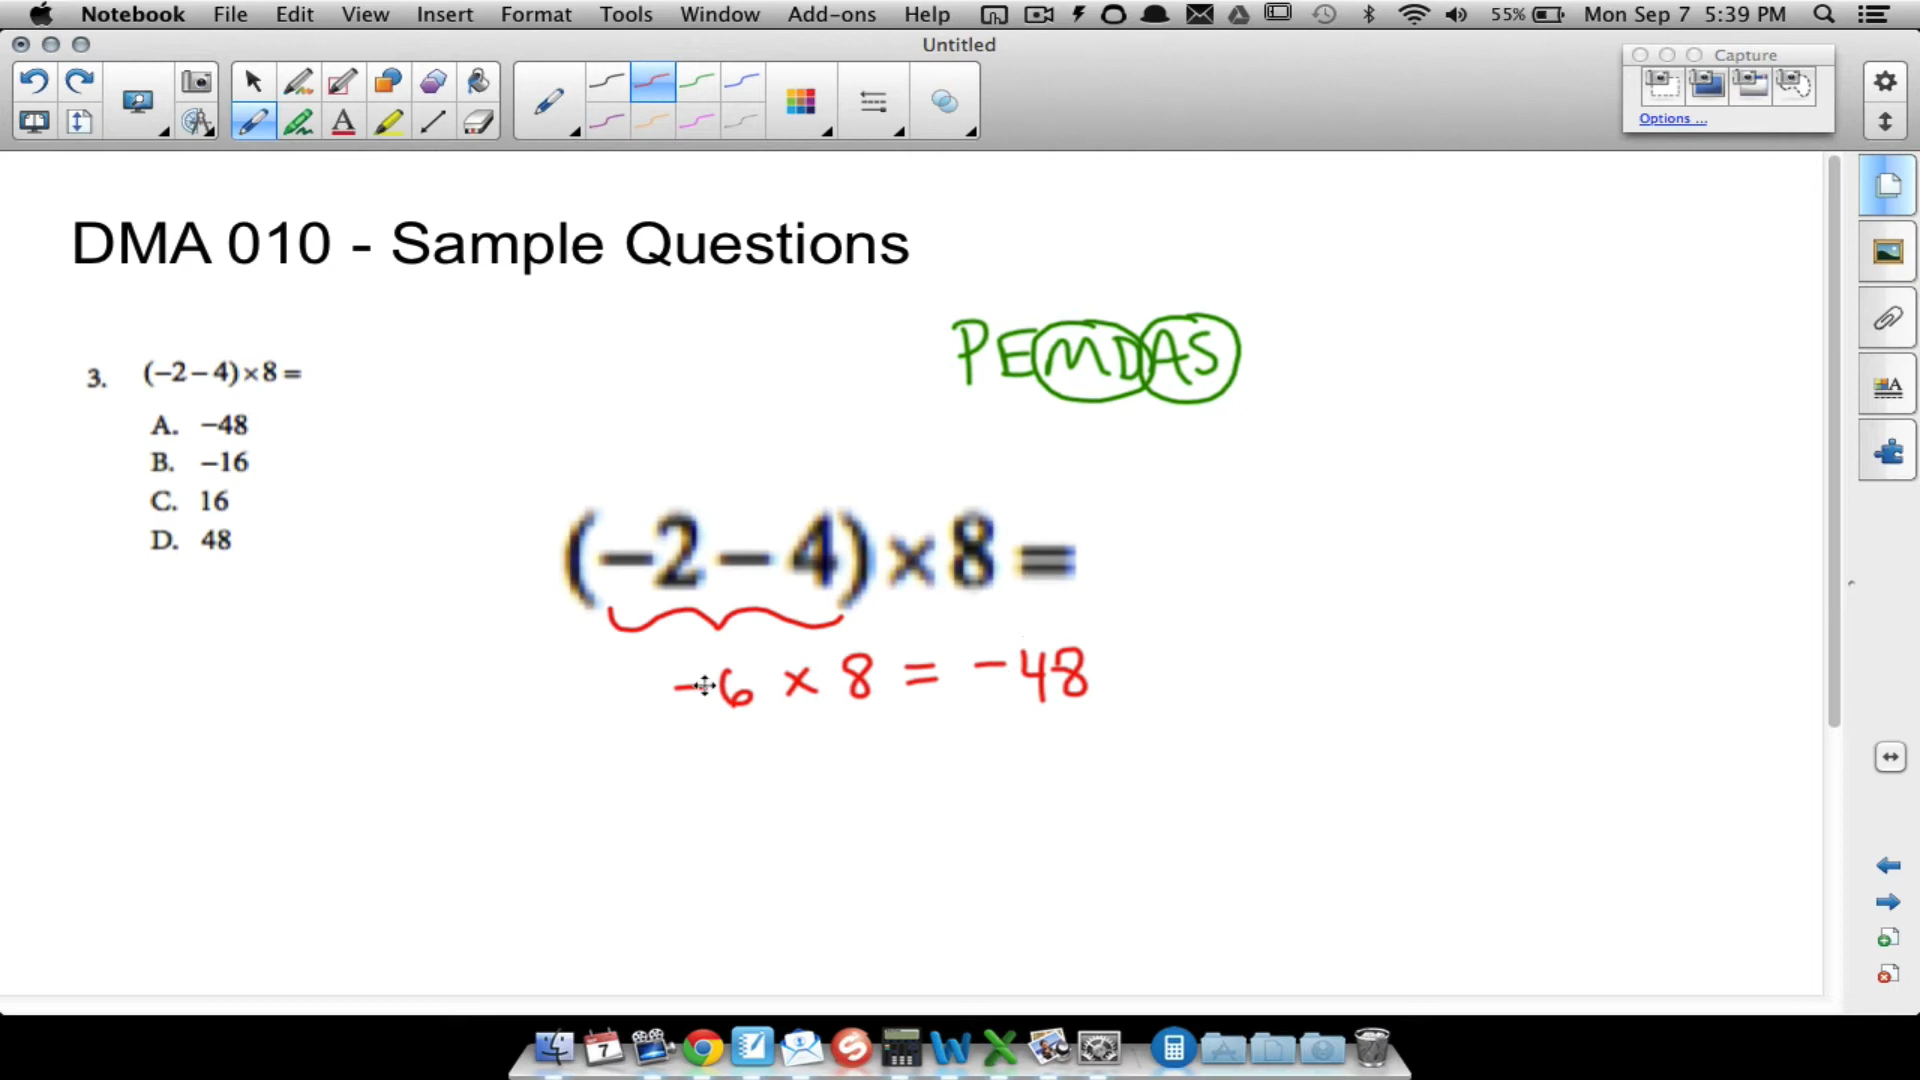 Notebook File Edit View Insert Format Tools Window Add-ons Help 55% Mon Sep 7 5:39 PM
Untitled
Capture
Options ...
DMA 010 - Sample Questions
PEMDAS
3. (−2−4)×8=
A. −48
B. −16
C. 16
D. 48
(−2−4)×8=
-6 × 8 = -48